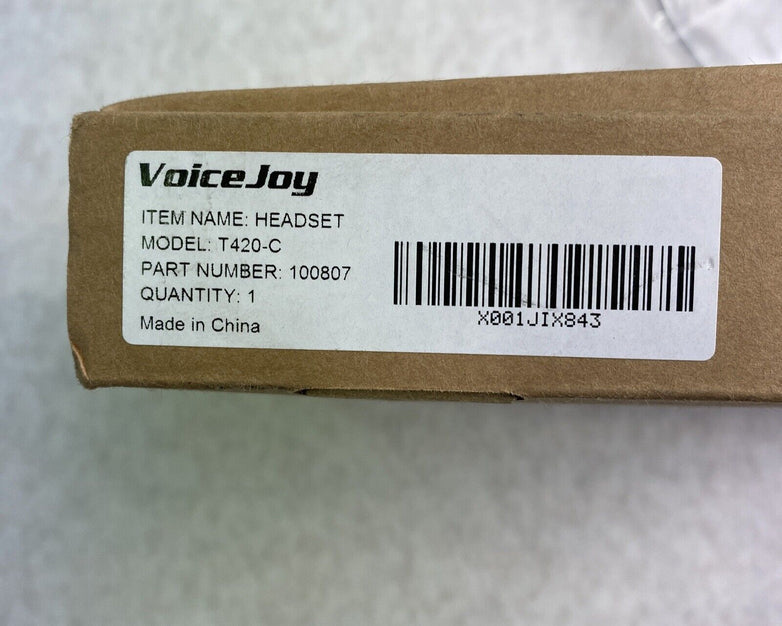 VoiceJoy
ITEM NAME: HEADSET
MODEL: T420-C
PART NUMBER: 100807
QUANTITY: 1
Made in China
X001JIX843